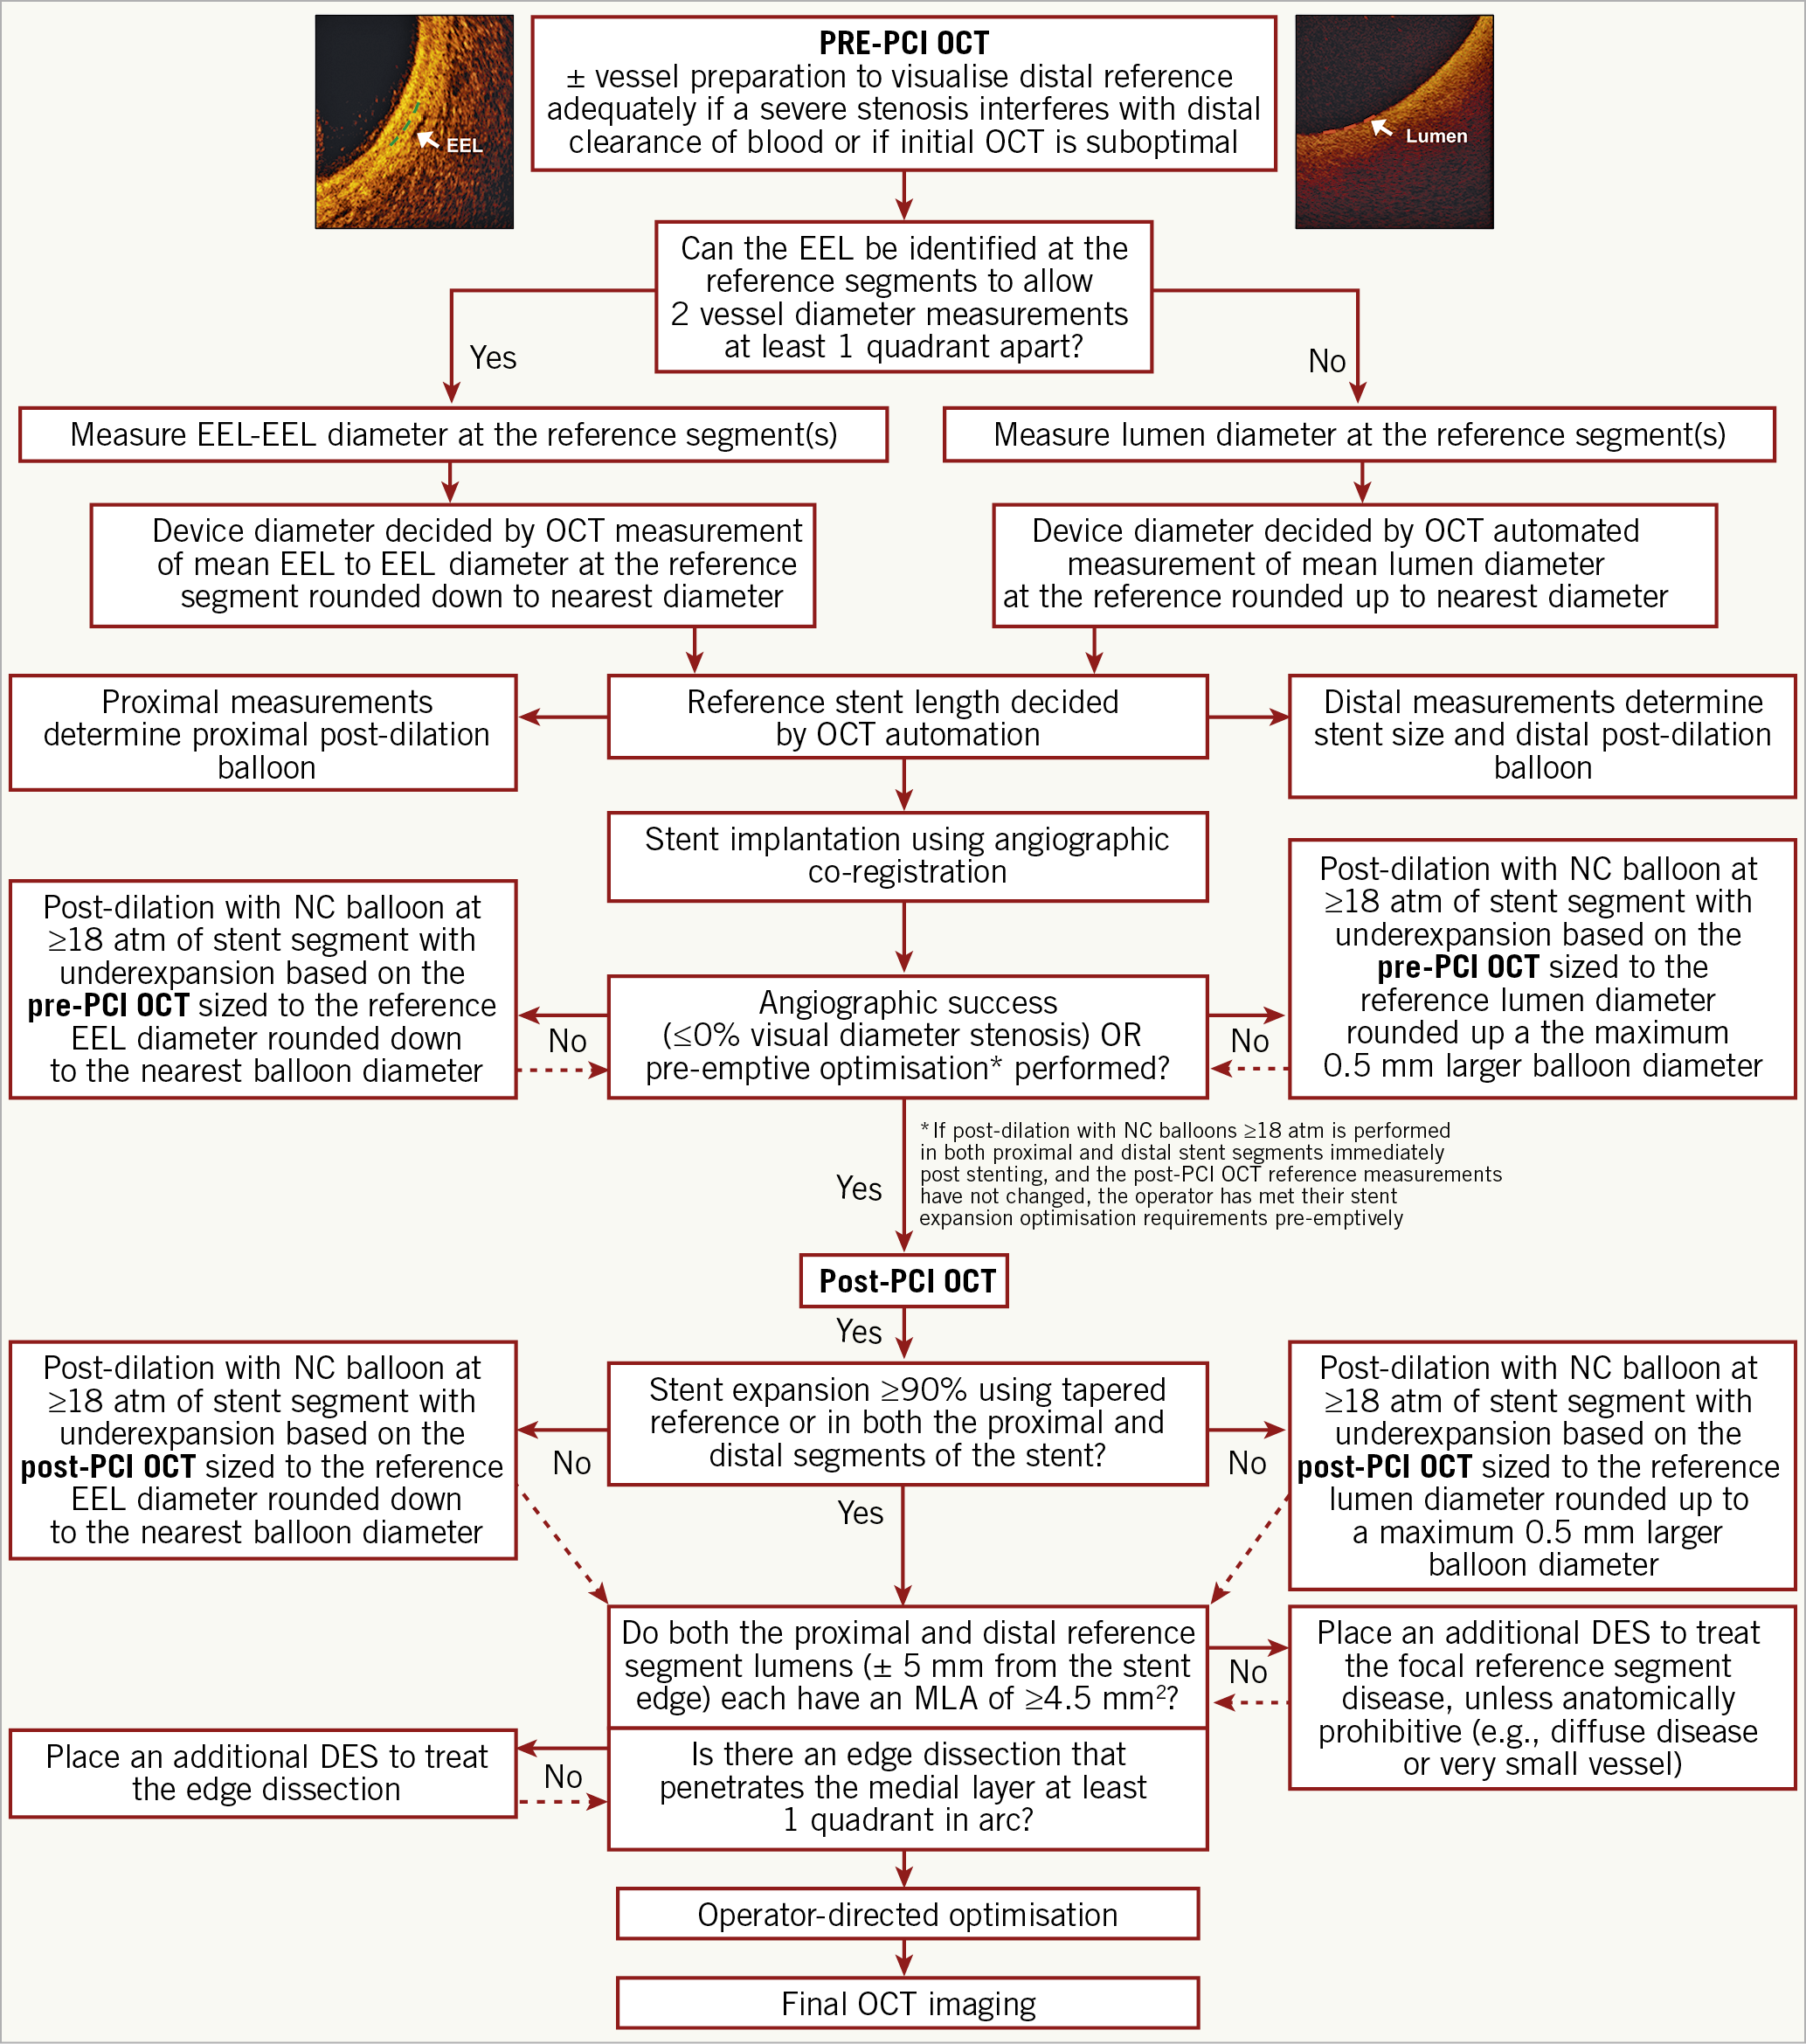 PRE-PCI OCT
± vessel preparation to visualise distal reference
adequately if a severe stenosis interferes with distal
clearance of blood or if initial OCT is suboptimal
EEL
Lumen
Can the EEL be identified at the
reference segments to allow
2 vessel diameter measurements
at least 1 quadrant apart?
Yes
No
Measure EEL-EEL diameter at the reference segment(s)
Measure lumen diameter at the reference segment(s)
Device diameter decided by OCT measurement
of mean EEL to EEL diameter at the reference
segment rounded down to nearest diameter
Device diameter decided by OCT automated
measurement of mean lumen diameter
at the reference rounded up to nearest diameter
Proximal measurements
determine proximal post-dilation
balloon
Reference stent length decided
by OCT automation
Distal measurements determine
stent size and distal post-dilation
balloon
Stent implantation using angiographic
co-registration
Post-dilation with NC balloon at
≥18 atm of stent segment with
underexpansion based on the
pre-PCI OCT sized to the reference
EEL diameter rounded down
to the nearest balloon diameter
No
Angiographic success
(≤0% visual diameter stenosis) OR
pre-emptive optimisation* performed?
No
Post-dilation with NC balloon at
≥18 atm of stent segment with
underexpansion based on the
pre-PCI OCT sized to the
reference lumen diameter
rounded up a the maximum
0.5 mm larger balloon diameter
Yes
*If post-dilation with NC balloons ≥18 atm is performed
in both proximal and distal stent segments immediately
post stenting, and the post-PCI OCT reference measurements
have not changed, the operator has met their stent
expansion optimisation requirements pre-emptively
Post-PCI OCT
Yes
Post-dilation with NC balloon at
≥18 atm of stent segment with
underexpansion based on the
post-PCI OCT sized to the reference
EEL diameter rounded down
to the nearest balloon diameter
No
Stent expansion ≥90% using tapered
reference or in both the proximal and
distal segments of the stent?
No
Post-dilation with NC balloon at
≥18 atm of stent segment with
underexpansion based on the
post-PCI OCT sized to the reference
lumen diameter rounded up to
a maximum 0.5 mm larger
balloon diameter
Yes
Do both the proximal and distal reference
segment lumens (± 5 mm from the stent
edge) each have an MLA of ≥4.5 mm²?
No
Place an additional DES to treat
the focal reference segment
disease, unless anatomically
prohibitive (e.g., diffuse disease
or very small vessel)
Place an additional DES to treat
the edge dissection
No
Is there an edge dissection that
penetrates the medial layer at least
1 quadrant in arc?
Operator-directed optimisation
Final OCT imaging